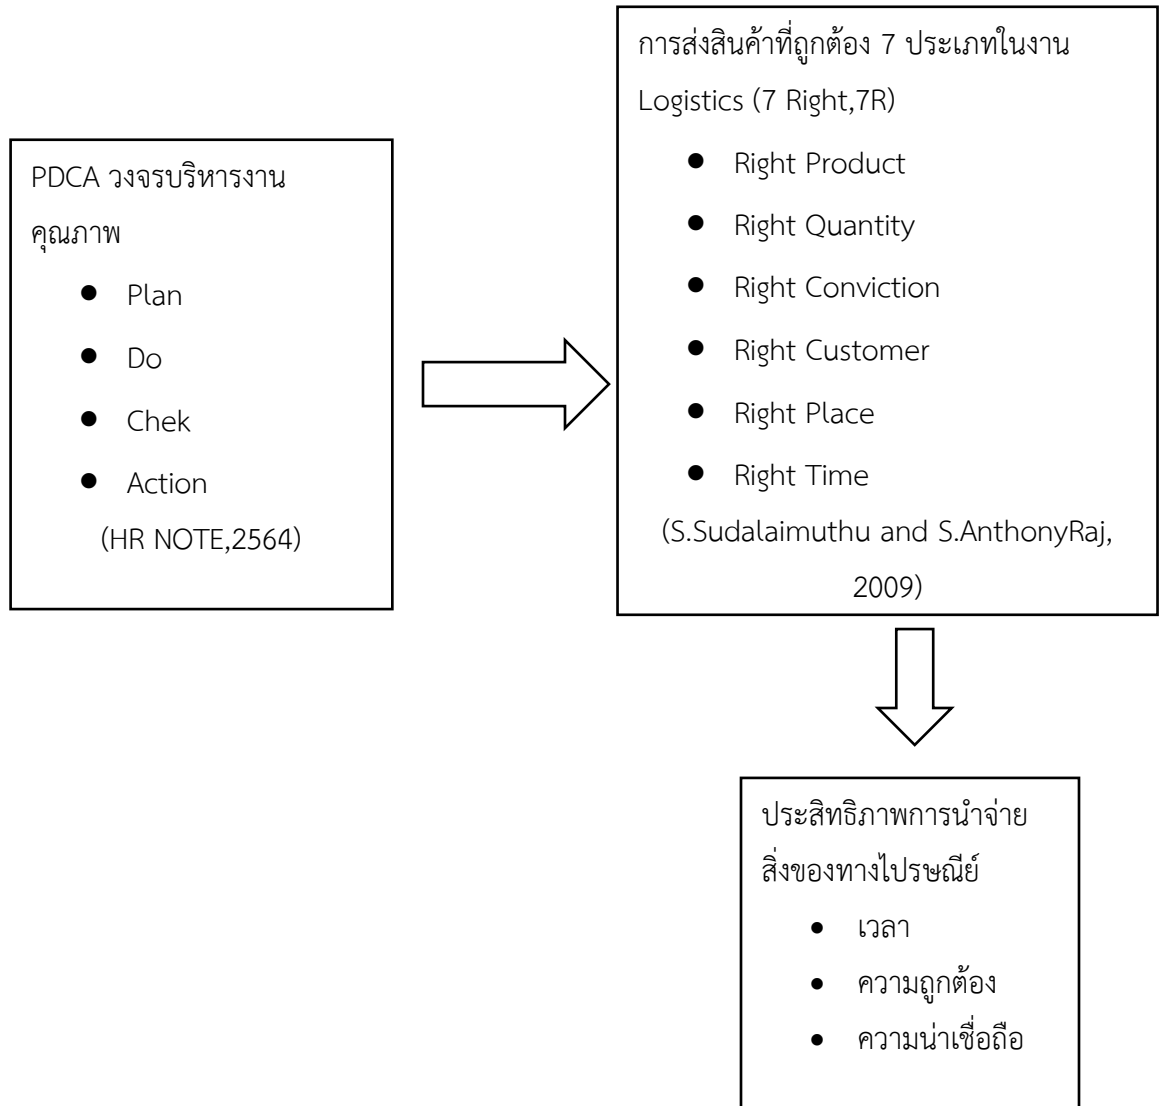 PDCA วงจรบริหารงาน
คุณภาพ
● Plan
● Do
● Chek
● Action
(HR NOTE,2564)
การส่งสินค้าที่ถูกต้อง 7 ประเภทในงาน
Logistics (7 Right,7R)
● Right Product
● Right Quantity
● Right Conviction
● Right Customer
● Right Place
● Right Time
(S.Sudalaimuthu and S.AnthonyRaj,
2009)
ประสิทธิภาพการนำจ่าย
สิ่งของทางไปรษณีย์
● เวลา
● ความถูกต้อง
● ความน่าเชื่อถือ